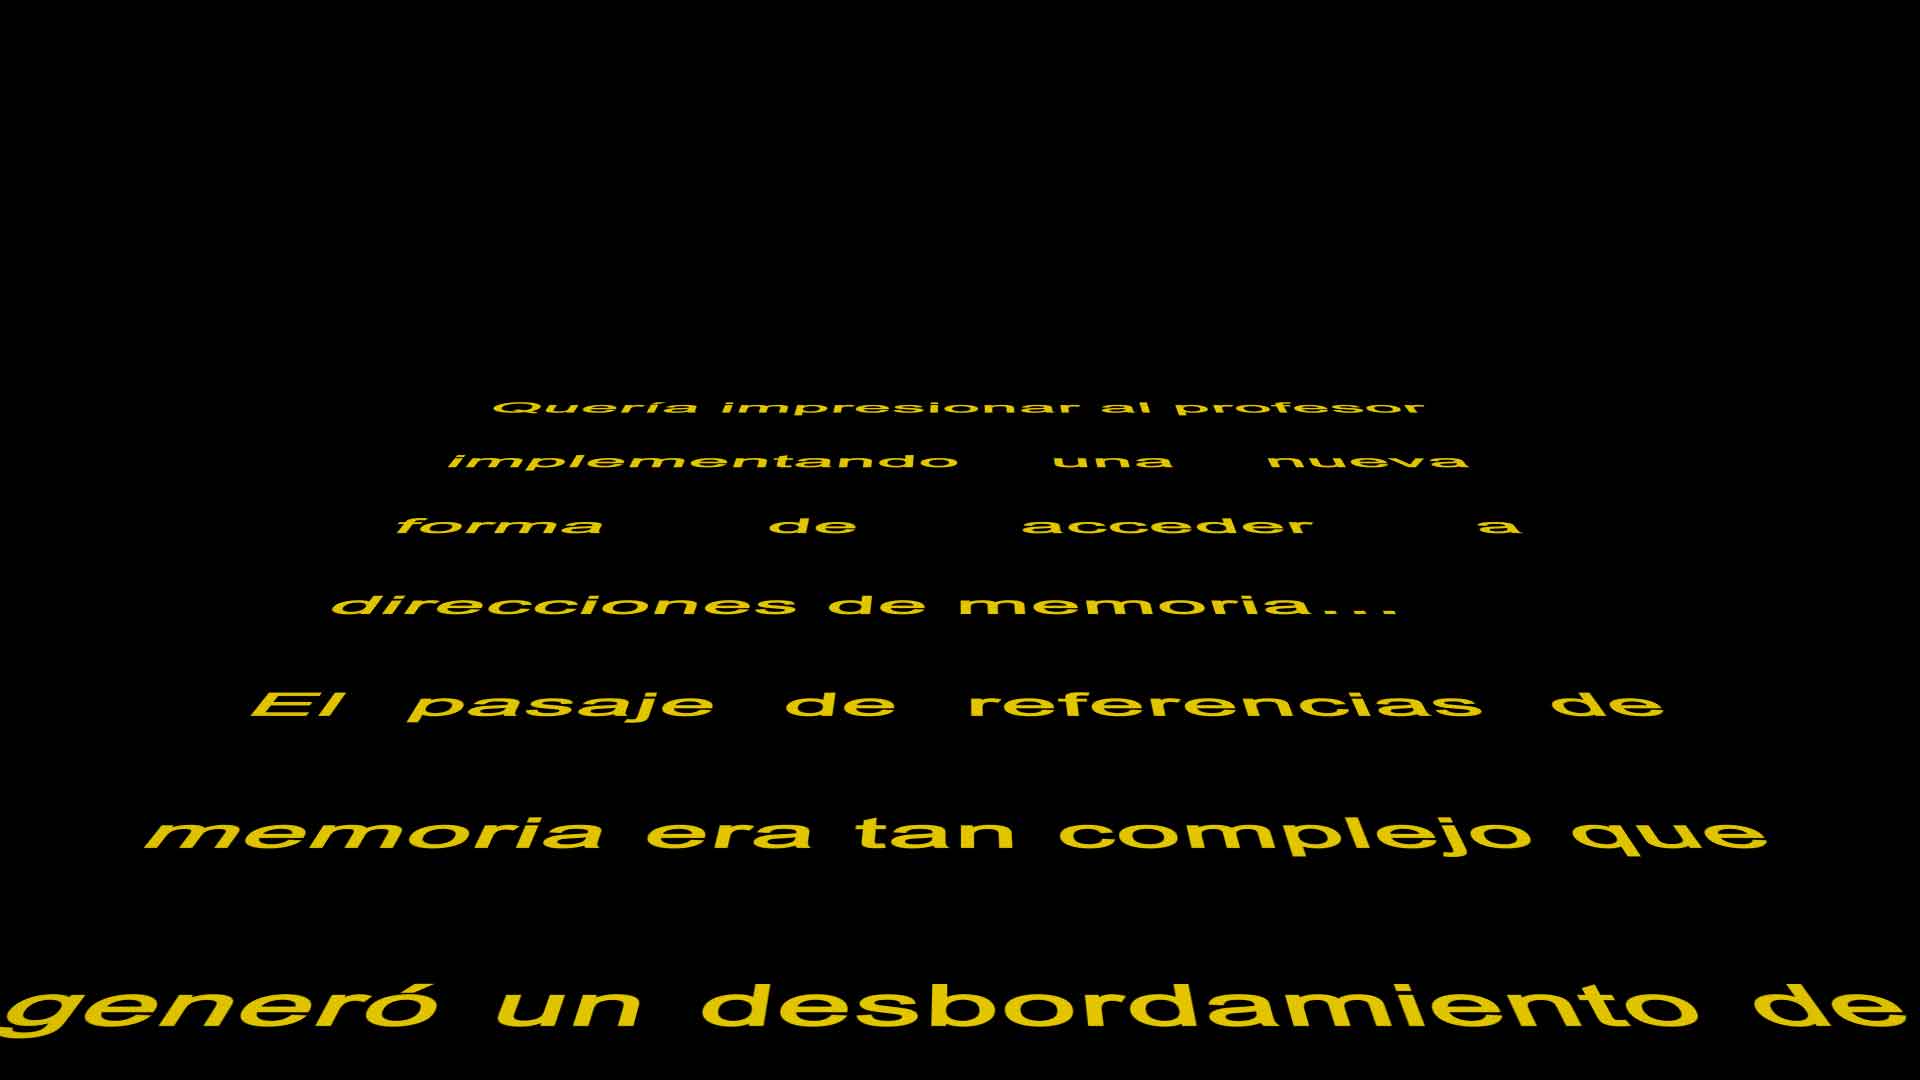 Quería impresionar al profesor
implementando una nueva
forma de acceder a
direcciones de memoria...
El pasaje de referencias de
memoria era tan complejo que
generó un desbordamiento de